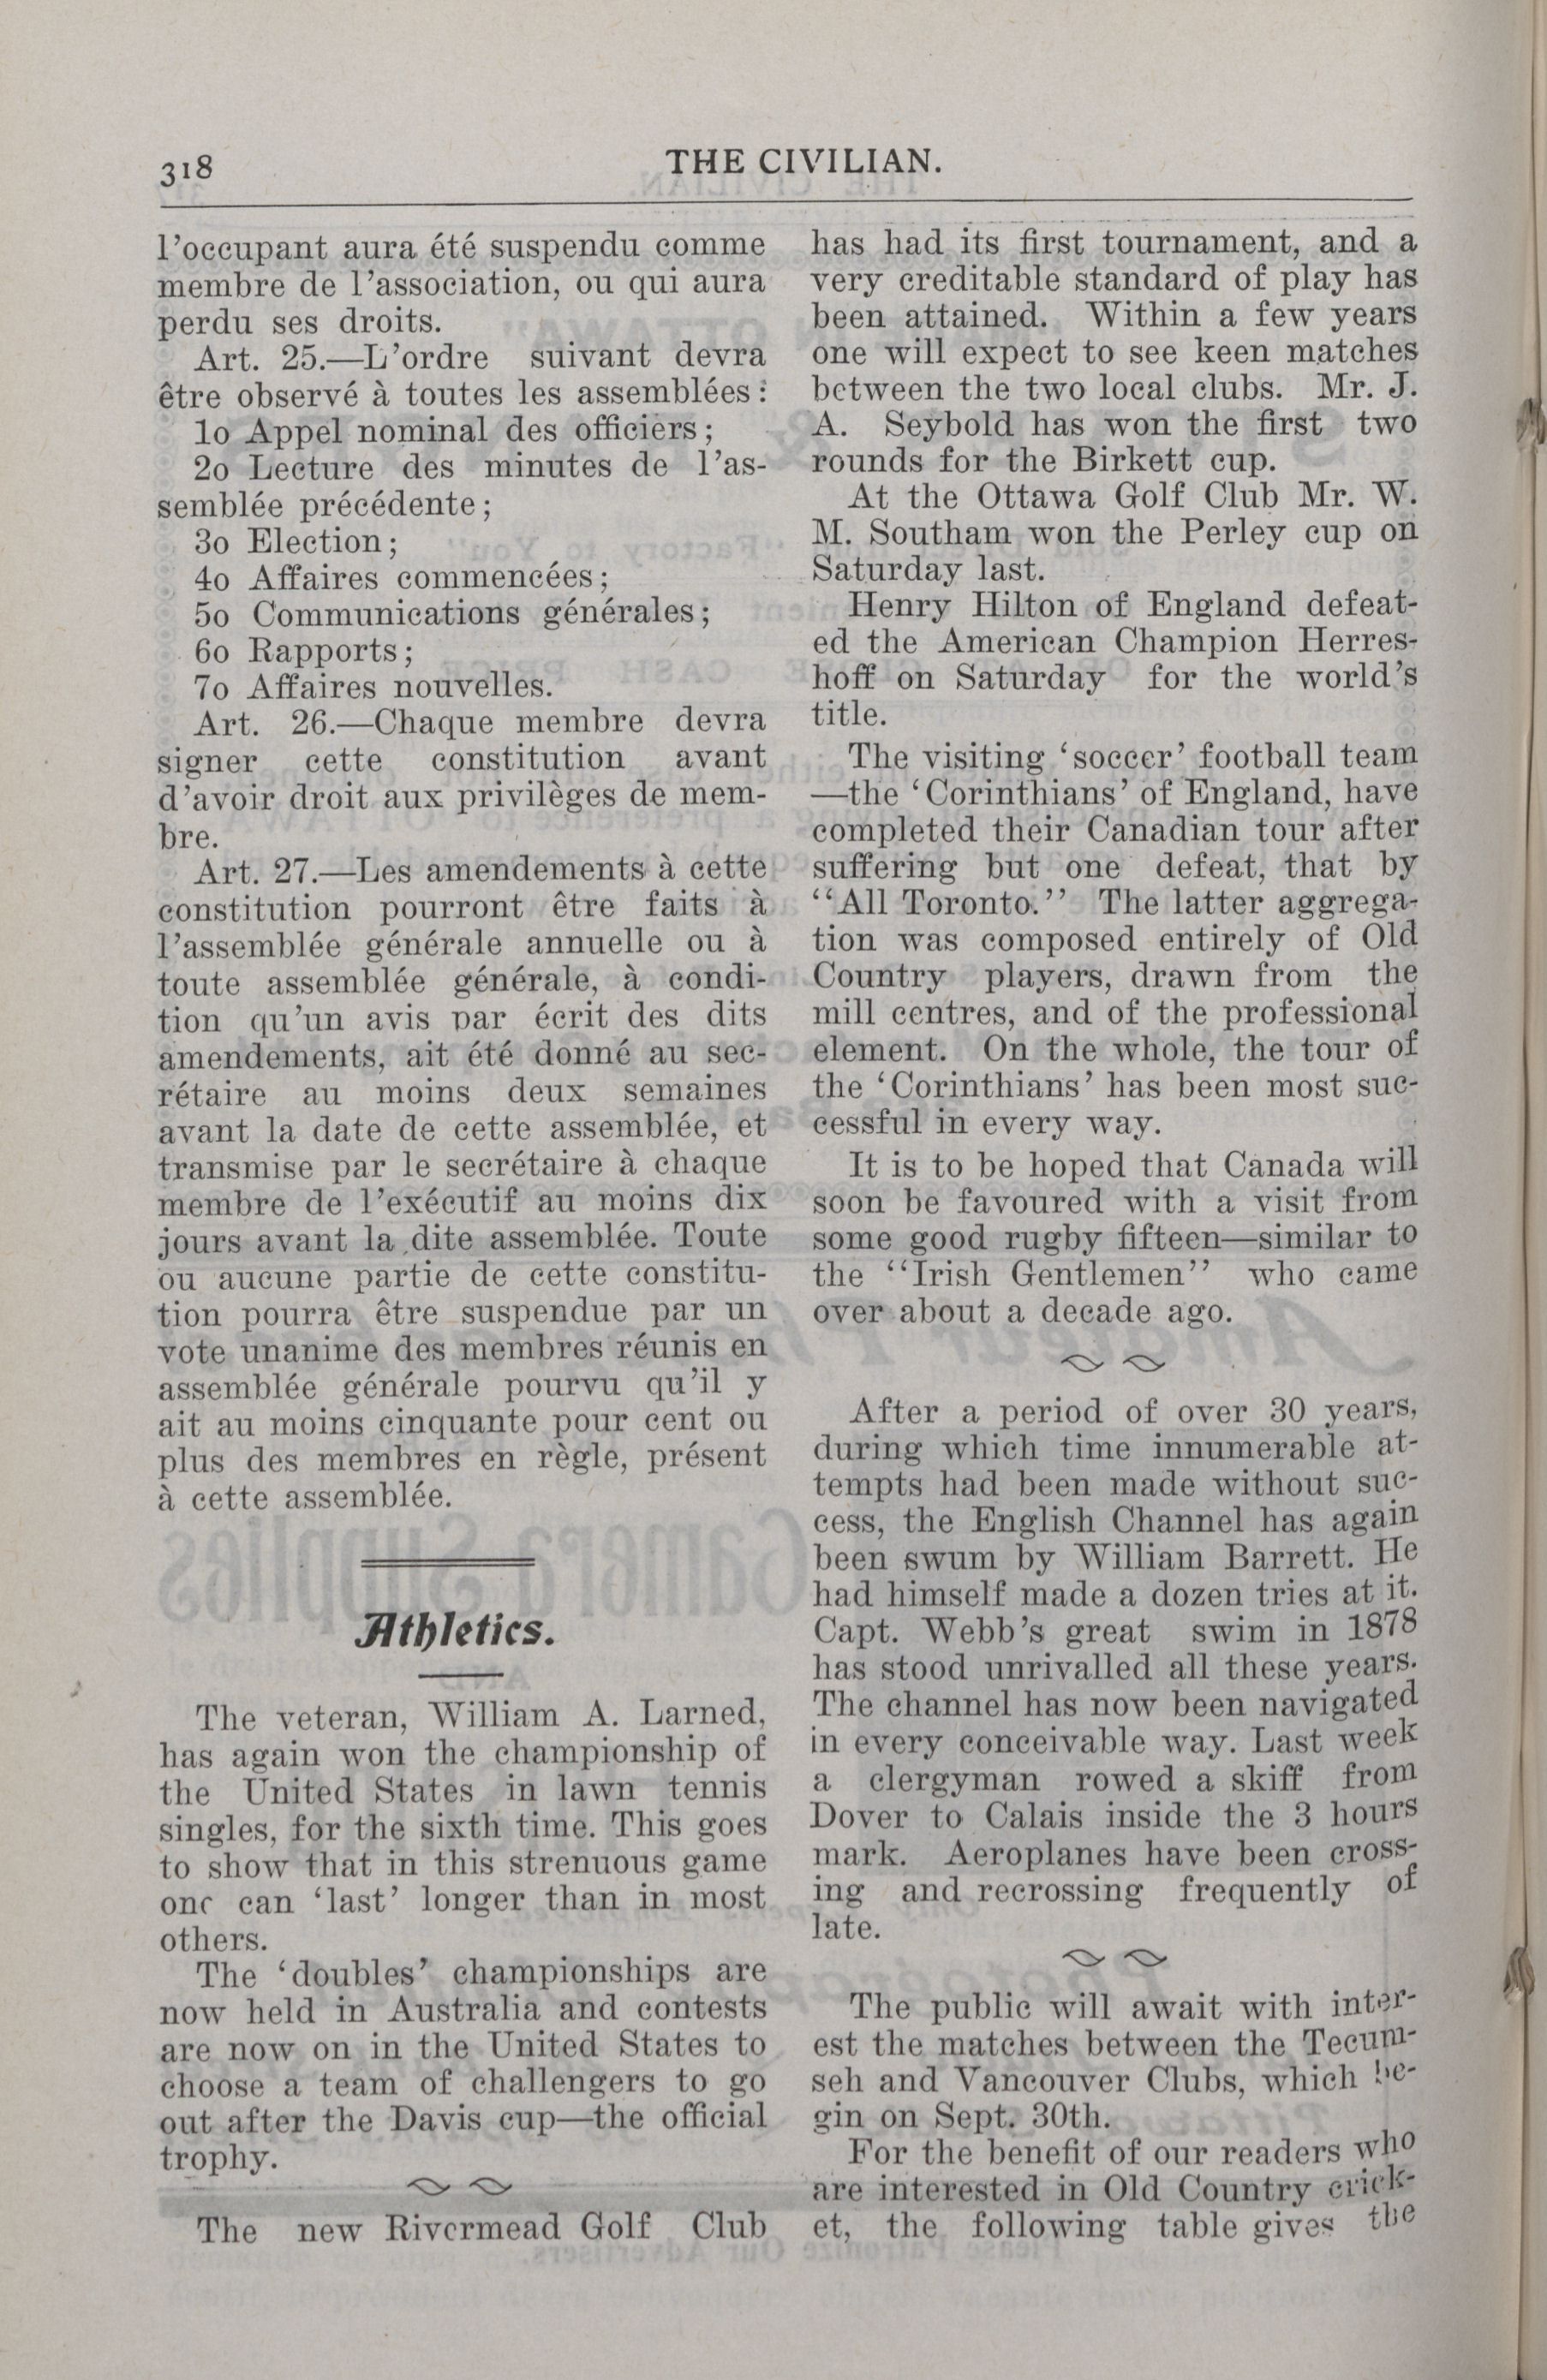 318
THE CIVILIAN.
l'occupant aura été suspendu comme
membre de l'association, ou qui aura
perdu ses droits.
Art. 25.—L'ordre suivant devra
être observé à toutes les assemblées:
1o Appel nominal des officiers;
2o Lecture des minutes de l'as-
semblée précédente;
3o Election;
4o Affaires commencées;
5o Communications générales;
6o Rapports;
7o Affaires nouvelles.
Art. 26.—Chaque membre devra
signer cette constitution avant
d'avoir droit aux privilèges de mem-
bre.
Art. 27.—Les amendements à cette
constitution pourront être faits à
l'assemblée générale annuelle ou à
toute assemblée générale, à condi-
tion qu'un avis par écrit des dits
amendements, ait été donné au sec-
rétaire au moins deux semaines
avant la date de cette assemblée, et
transmise par le secrétaire à chaque
membre de l'exécutif au moins dix
jours avant la dite assemblée. Toute
ou aucune partie de cette constitu-
tion pourra être suspendue par un
vote unanime des membres réunis en
assemblée générale pourvu qu'il y
ait au moins cinquante pour cent ou
plus des membres en règle, présent
à cette assemblée.
Athletics.
The veteran, William A. Larned,
has again won the championship of
the United States in lawn tennis
singles, for the sixth time. This goes
to show that in this strenuous game
one can 'last' longer than in most
others.
The 'doubles' championships are
now held in Australia and contests
are now on in the United States to
choose a team of challengers to go
out after the Davis cup—the official
trophy.
The new Rivermead Golf Club
has had its first tournament, and a
very creditable standard of play has
been attained. Within a few years
one will expect to see keen matches
between the two local clubs. Mr. J.
A. Seybold has won the first two
rounds for the Birkett cup.
At the Ottawa Golf Club Mr. W.
M. Southam won the Perley cup on
Saturday last.
Henry Hilton of England defeat-
ed the American Champion Herres-
hoff on Saturday for the world's
title.
The visiting 'soccer' football team
—the 'Corinthians' of England, have
completed their Canadian tour after
suffering but one defeat, that by
"All Toronto." The latter aggrega-
tion was composed entirely of Old
Country players, drawn from the
mill centres, and of the professional
element. On the whole, the tour of
the 'Corinthians' has been most suc-
cessful in every way.
It is to be hoped that Canada will
soon be favoured with a visit from
some good rugby fifteen—similar to
the "Irish Gentlemen" who came
over about a decade ago.
After a period of over 30 years,
during which time innumerable at-
tempts had been made without suc-
cess, the English Channel has again
been swum by William Barrett. He
had himself made a dozen tries at it.
Capt. Webb's great swim in 1878
has stood unrivalled all these years.
The channel has now been navigated
in every conceivable way. Last week
a clergyman rowed a skiff from
Dover to Calais inside the 3 hours
mark. Aeroplanes have been cross-
ing and recrossing frequently of
late.
The public will await with inter-
est the matches between the Tecum-
seh and Vancouver Clubs, which be-
gin on Sept. 30th.
For the benefit of our readers who
are interested in Old Country crick-
et, the following table gives the